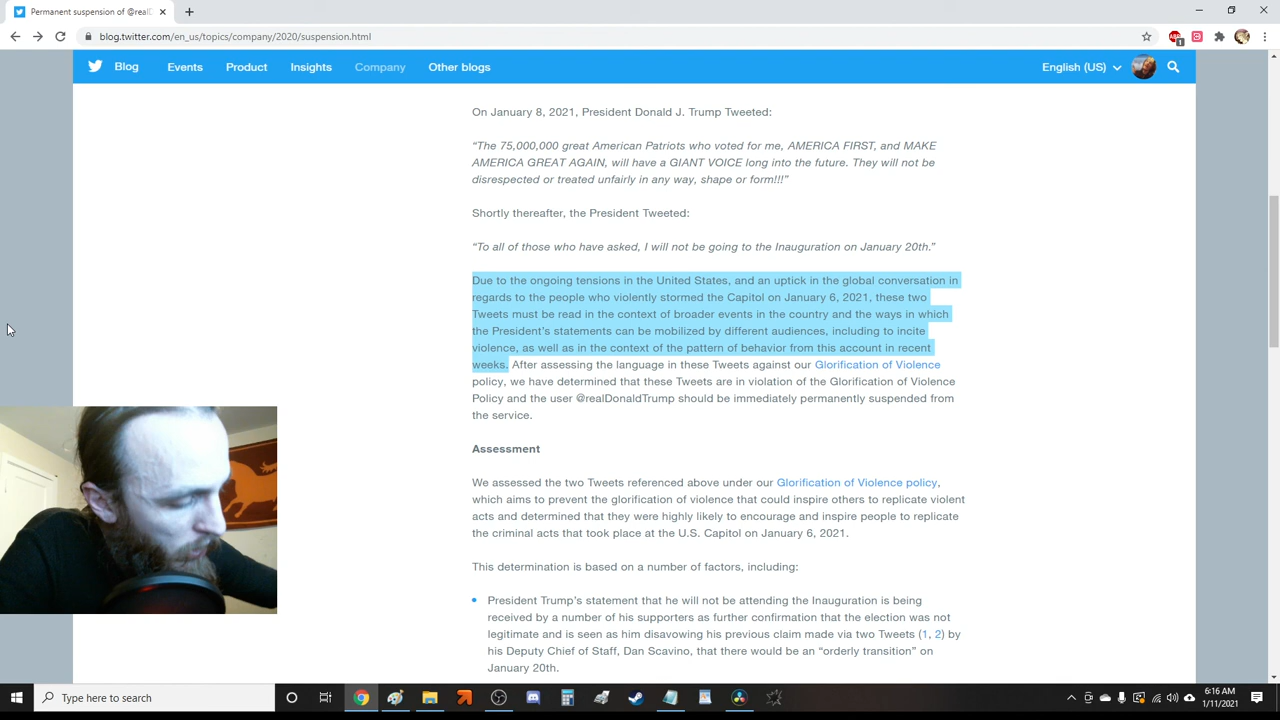 Permanent suspension of @realD
blog.twitter.com/en_us/topics/company/2020/suspension.html
Blog Events Product Insights Company Other blogs English (US)
On January 8, 2021, President Donald J. Trump Tweeted:
“The 75,000,000 great American Patriots who voted for me, AMERICA FIRST, and MAKE
AMERICA GREAT AGAIN, will have a GIANT VOICE long into the future. They will not be
disrespected or treated unfairly in any way, shape or form!!!”
Shortly thereafter, the President Tweeted:
“To all of those who have asked, I will not be going to the Inauguration on January 20th.”
Due to the ongoing tensions in the United States, and an uptick in the global conversation in
regards to the people who violently stormed the Capitol on January 6, 2021, these two
Tweets must be read in the context of broader events in the country and the ways in which
the President’s statements can be mobilized by different audiences, including to incite
violence, as well as in the context of the pattern of behavior from this account in recent
weeks. After assessing the language in these Tweets against our Glorification of Violence
policy, we have determined that these Tweets are in violation of the Glorification of Violence
Policy and the user @realDonaldTrump should be immediately permanently suspended from
the service.
Assessment
We assessed the two Tweets referenced above under our Glorification of Violence policy,
which aims to prevent the glorification of violence that could inspire others to replicate violent
acts and determined that they were highly likely to encourage and inspire people to replicate
the criminal acts that took place at the U.S. Capitol on January 6, 2021.
This determination is based on a number of factors, including:
• President Trump’s statement that he will not be attending the Inauguration is being
received by a number of his supporters as further confirmation that the election was not
legitimate and is seen as him disavowing his previous claim made via two Tweets (1, 2) by
his Deputy Chief of Staff, Dan Scavino, that there would be an “orderly transition” on
January 20th.
Type here to search
6:16 AM
1/11/2021